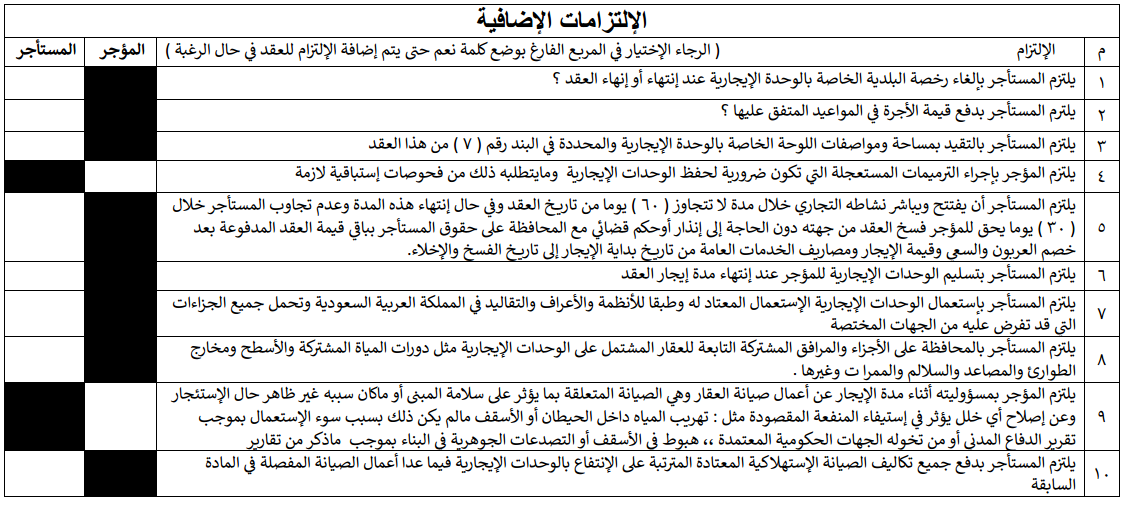 الإلتزامات الإضافية
م الإلتزام ( الرجاء الإختيار في المربع الفارغ بوضع كلمة نعم حتى يتم إضافة الإلتزام للعقد في حال الرغبة ) المؤجر المستأجر
١ يلتزم المستأجر بإلغاء رخصة البلدية الخاصة بالوحدة الإيجارية عند إنتهاء أو إنهاء العقد ؟
٢ يلتزم المستأجر بدفع قيمة الأجرة في المواعيد المتفق عليها ؟
٣ يلتزم المستأجر بالتقيد بمساحة ومواصفات اللوحة الخاصة بالوحدة الإيجارية والمحددة في البند رقم ( ٧ ) من هذا العقد
٤ يلتزم المؤجر بإجراء الترميمات المستعجلة التي تكون ضرورية لحفظ الوحدات الإيجارية ومايتطلبه ذلك من فحوصات إستباقية لازمة
يلتزم المستأجر أن يفتتح ويباشر نشاطه التجاري خلال مدة لا تتجاوز ( ٦٠ ) يوما من تاريخ العقد وفي حال إنتهاء هذه المدة وعدم تجاوب المستأجر خلال
٥ ( ٣٠ ) يوما يحق للمؤجر فسخ العقد من جهته دون الحاجة إلى إنذار أوحكم قضائي مع المحافظة على حقوق المستأجر بباقي قيمة العقد المدفوعة بعد
خصم العربون والسعي وقيمة الإيجار ومصاريف الخدمات العامة من تاريخ بداية الإيجار إلى تاريخ الفسخ والإخلاء.
٦ يلتزم المستأجر بتسليم الوحدات الإيجارية للمؤجر عند إنتهاء مدة إيجار العقد
٧ يلتزم المستأجر بإستعمال الوحدات الإيجارية الإستعمال المعتاد له وطبقا للأنظمة والأعراف والتقاليد في المملكة العربية السعودية وتحمل جميع الجزاءات
التي قد تفرض عليه من الجهات المختصة
٨ يلتزم المستأجر بالمحافظة على الأجزاء والمرافق المشتركة التابعة للعقار المشتمل على الوحدات الإيجارية مثل دورات المياة المشتركة والأسطح ومخارج
الطوارئ والمصاعد والسلالم والممرا ت وغيرها .
يلتزم المؤجر بمسؤوليته أثناء مدة الإيجار عن أعمال صيانة العقار وهي الصيانة المتعلقة بما يؤثر على سلامة المبنى أو ماكان سببه غير ظاهر حال الإستئجار
٩ وعن إصلاح أي خلل يؤثر في إستيفاء المنفعة المقصودة مثل : تهريب المياه داخل الحيطان أو الأسقف مالم يكن ذلك بسبب سوء الإستعمال بموجب
تقرير الدفاع المدني أو من تخوله الجهات الحكومية المعتمدة ،، هبوط في الأسقف أو التصدعات الجوهرية في البناء بموجب ماذكر من تقارير
١٠ يلتزم المستأجر بدفع جميع تكاليف الصيانة الإستهلاكية المعتادة المترتبة على الإنتفاع بالوحدات الإيجارية فيما عدا أعمال الصيانة المفصلة في المادة
السابقة